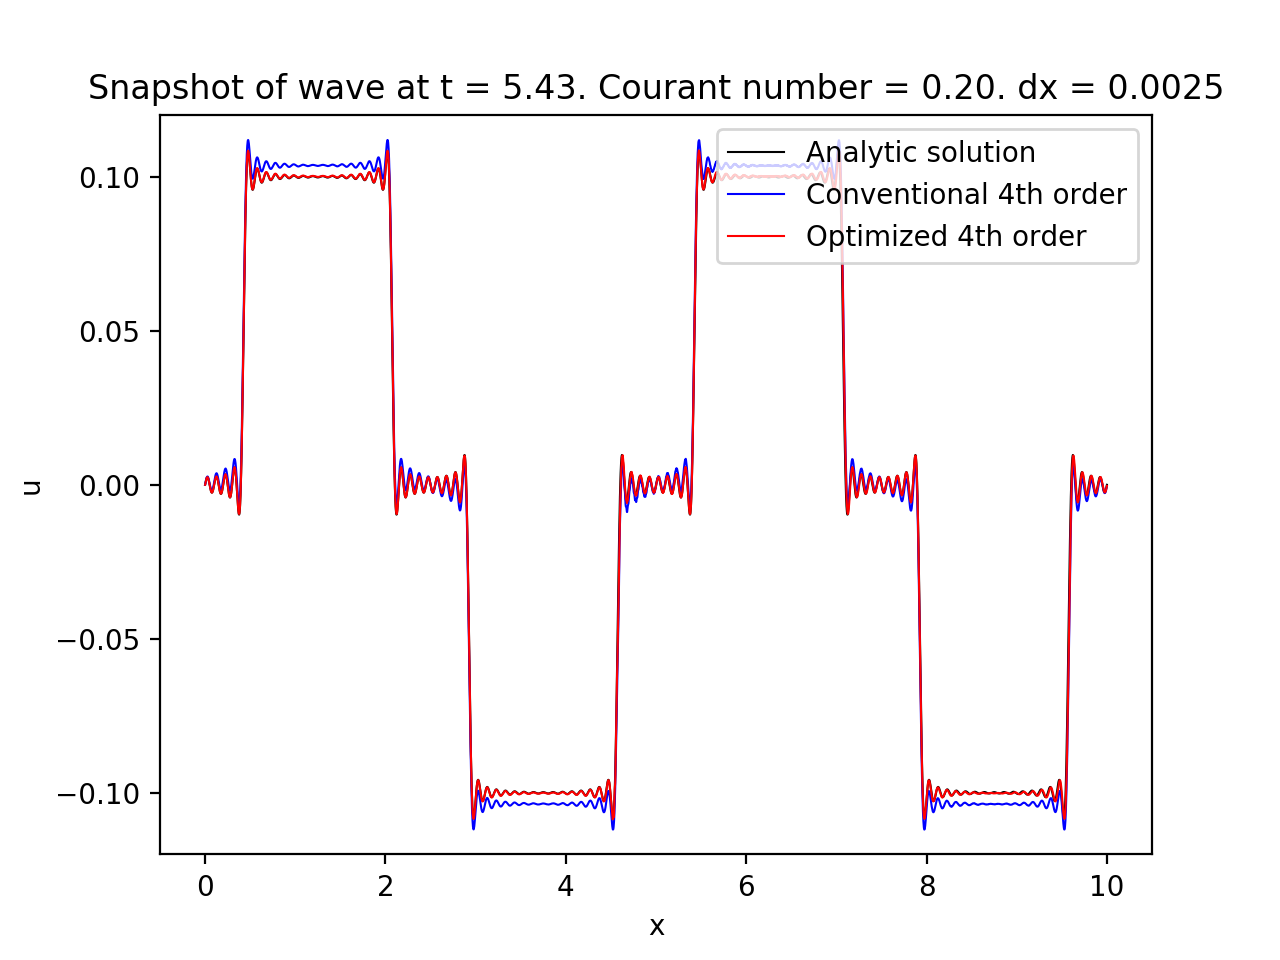 Snapshot of wave at t = 5.43. Courant number = 0.20. dx = 0.0025
Analytic solution
Conventional 4th order
Optimized 4th order
0.10
0.05
0.00
−0.05
−0.10
u
0 2 4 6 8 10
x